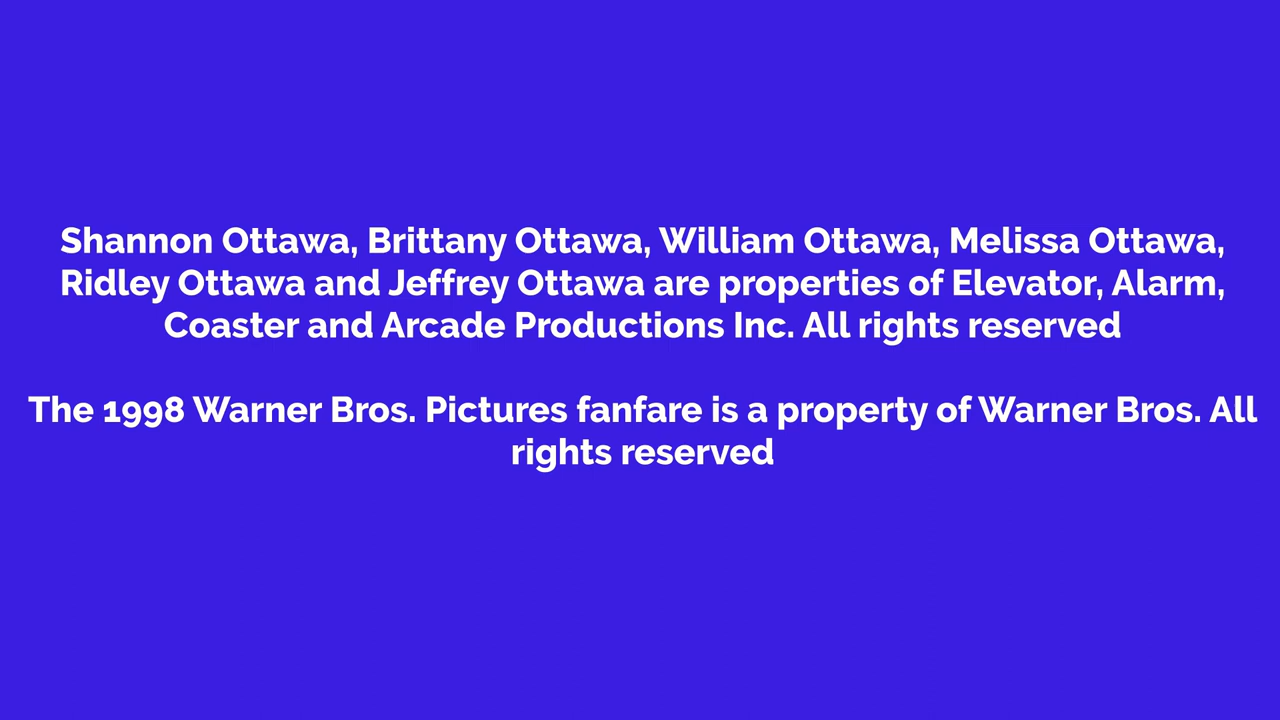 Shannon Ottawa, Brittany Ottawa, William Ottawa, Melissa Ottawa,
Ridley Ottawa and Jeffrey Ottawa are properties of Elevator, Alarm,
Coaster and Arcade Productions Inc. All rights reserved
The 1998 Warner Bros. Pictures fanfare is a property of Warner Bros. All
rights reserved